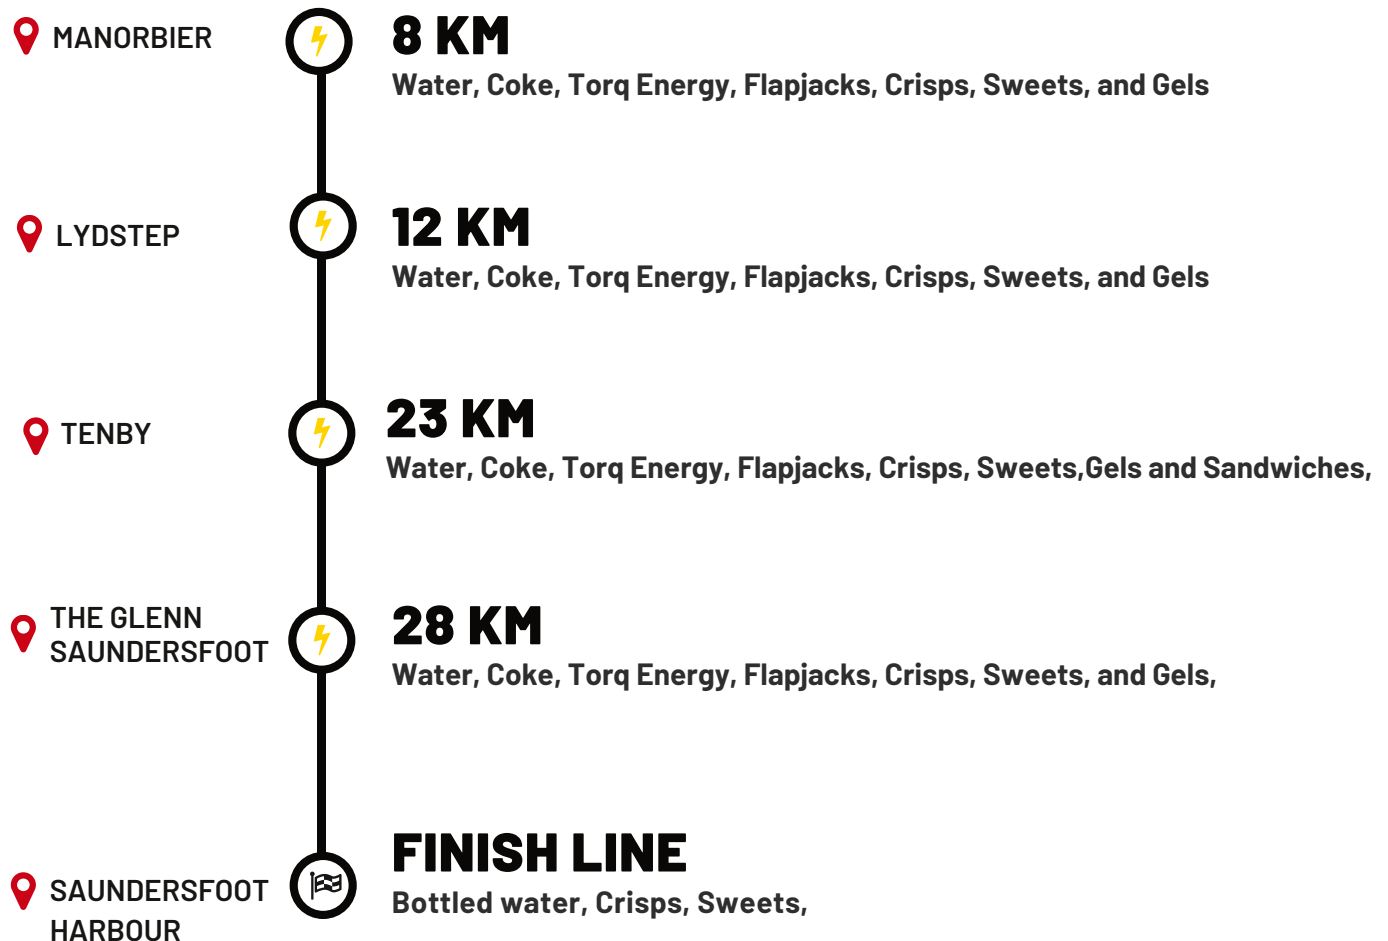 MANORBIER
8 KM
Water, Coke, Torq Energy, Flapjacks, Crisps, Sweets, and Gels
LYDSTEP
12 KM
Water, Coke, Torq Energy, Flapjacks, Crisps, Sweets, and Gels
TENBY
23 KM
Water, Coke, Torq Energy, Flapjacks, Crisps, Sweets,Gels and Sandwiches,
THE GLENN
SAUNDERSFOOT
28 KM
Water, Coke, Torq Energy, Flapjacks, Crisps, Sweets, and Gels,
SAUNDERSFOOT
HARBOUR
FINISH LINE
Bottled water, Crisps, Sweets,